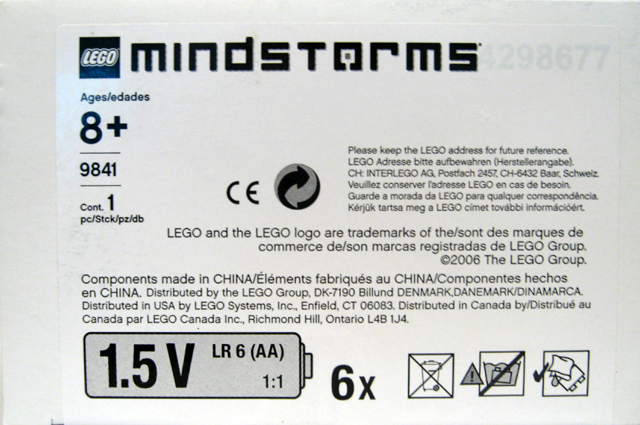 LEGO mindstorms 4298677
Ages/edades
8+
9841
Cont. 1
pc/Stck/pz/db
CE
Please keep the LEGO address for future reference.
LEGO Adresse bitte aufbewahren (Herstellerangabe).
CH: INTERLEGO AG, Postfach 2457, CH-6432 Baar, Schweiz.
Veuillez conserver l'adresse LEGO en cas de besoin.
Guarde a morada da LEGO para qualquer correspondência.
Kérjük tartsa meg a LEGO címet további információért.
LEGO and the LEGO logo are trademarks of the/sont des marques de
commerce de/son marcas registradas de LEGO Group.
©2006 The LEGO Group.
Components made in CHINA/Éléments fabriqués au CHINA/Componentes hechos
en CHINA. Distributed by the LEGO Group, DK-7190 Billund DENMARK,DANEMARK/DINAMARCA.
Distributed in USA by LEGO Systems, Inc., Enfield, CT 06083. Distributed in Canada by/Distribué au
Canada par LEGO Canada Inc., Richmond Hill, Ontario L4B 1J4.
1.5 V LR 6 (AA)
1:1
6x